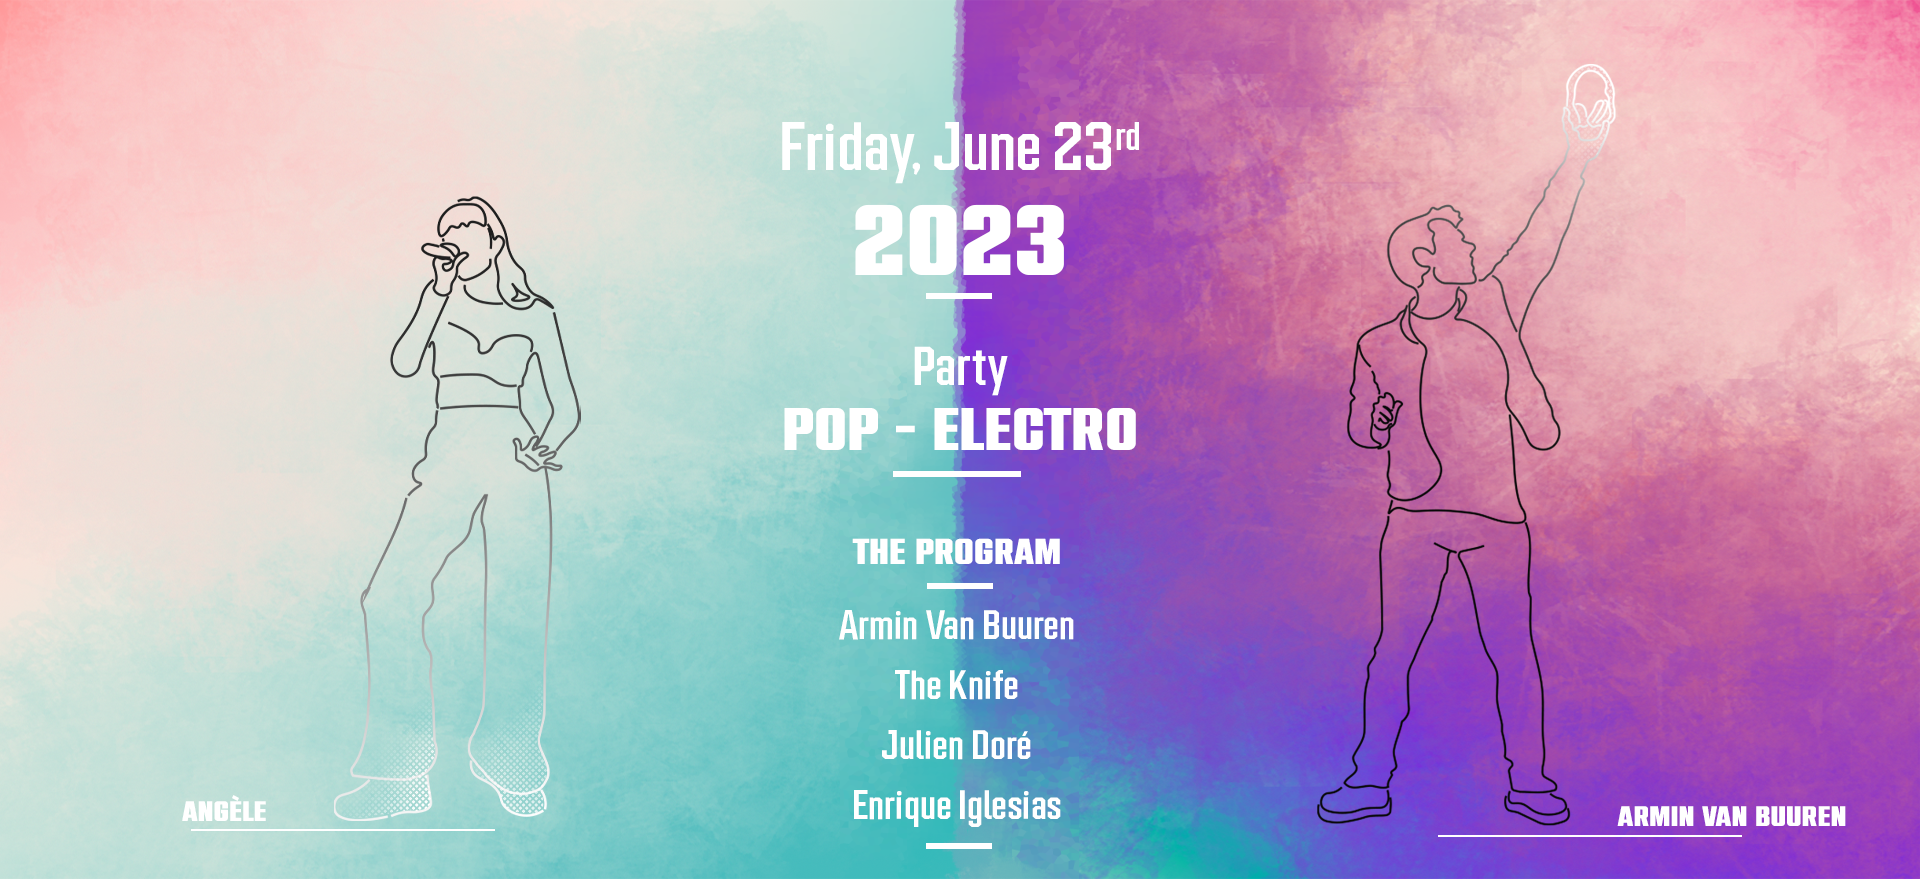 Friday, June 23rd
2023
Party
POP - ELECTRO
THE PROGRAM
Armin Van Buuren
The Knife
Julien Doré
Enrique Iglesias
ANGÈLE
ARMIN VAN BUUREN